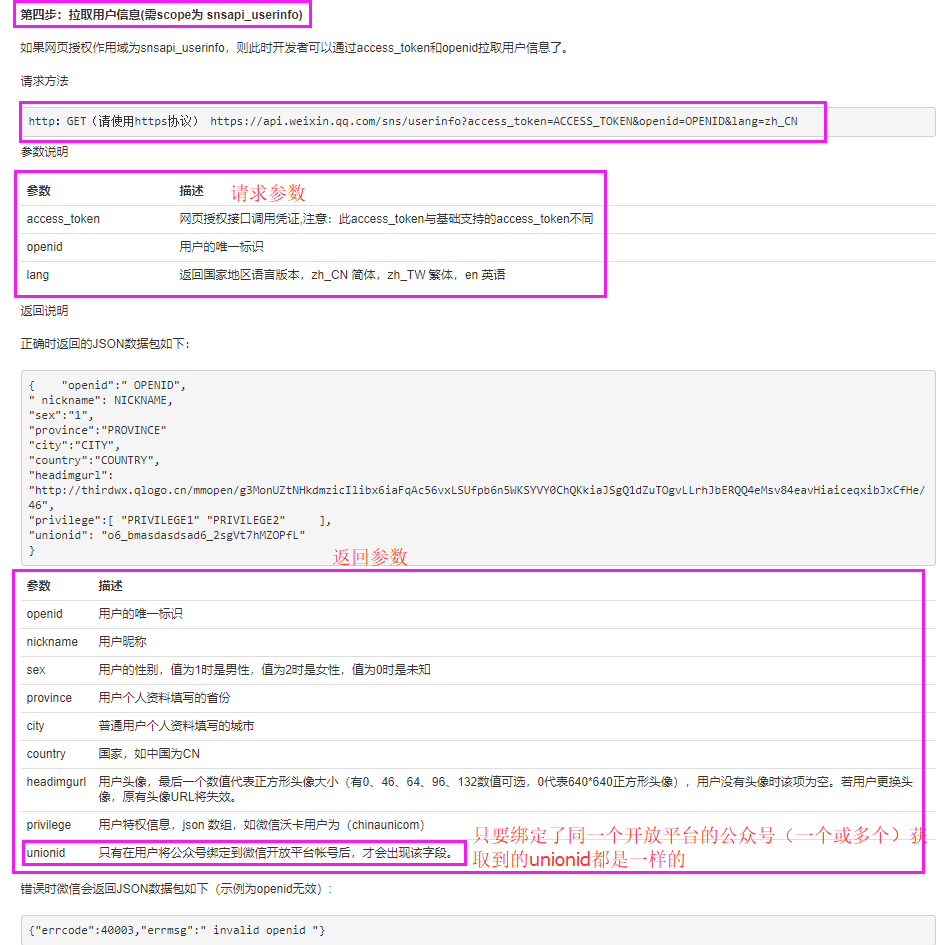 第四步：拉取用户信息(需scope为 snsapi_userinfo)
如果网页授权作用域为snsapi_userinfo，则此时开发者可以通过access_token和openid拉取用户信息了。
请求方法
http: GET（请使用https协议） https://api.weixin.qq.com/sns/userinfo?access_token=ACCESS_TOKEN&openid=OPENID&lang=zh_CN
参数说明
参数 描述 请求参数
access_token 网页授权接口调用凭证,注意：此access_token与基础支持的access_token不同
openid 用户的唯一标识
lang 返回国家地区语言版本，zh_CN 简体，zh_TW 繁体，en 英语
返回说明
正确时返回的JSON数据包如下：
{    "openid":" OPENID",
" nickname": NICKNAME,
"sex":"1",
"province":"PROVINCE"
"city":"CITY",
"country":"COUNTRY",
"headimgurl":
"http://thirdwx.qlogo.cn/mmopen/g3MonUZtNHkdmzicIlibx6iaFqAc56vxLSUfpb6n5WKSYVY0ChQKkiaJSgQ1dZuTOgvLLrhJbERQQ4eMsv84eavHiaiceqxibJxCfHe/
46",
"privilege":[ "PRIVILEGE1" "PRIVILEGE2"     ],
"unionid": "o6_bmasdasdsad6_2sgVt7hMZOPfL"
}
返回参数
参数 描述
openid 用户的唯一标识
nickname 用户昵称
sex 用户的性别，值为1时是男性，值为2时是女性，值为0时是未知
province 用户个人资料填写的省份
city 普通用户个人资料填写的城市
country 国家，如中国为CN
headimgurl 用户头像，最后一个数值代表正方形头像大小（有0、46、64、96、132数值可选，0代表640*640正方形头像），用户没有头像时该项为空。若用户更换头
像，原有头像URL将失效。
privilege 用户特权信息，json 数组，如微信沃卡用户为（chinaunicom）
unionid 只有在用户将公众号绑定到微信开放平台帐号后，才会出现该字段。
只要绑定了同一个开放平台的公众号（一个或多个）获
取到的unionid都是一样的
错误时微信会返回JSON数据包如下（示例为openid无效）:
{"errcode":40003,"errmsg":" invalid openid "}